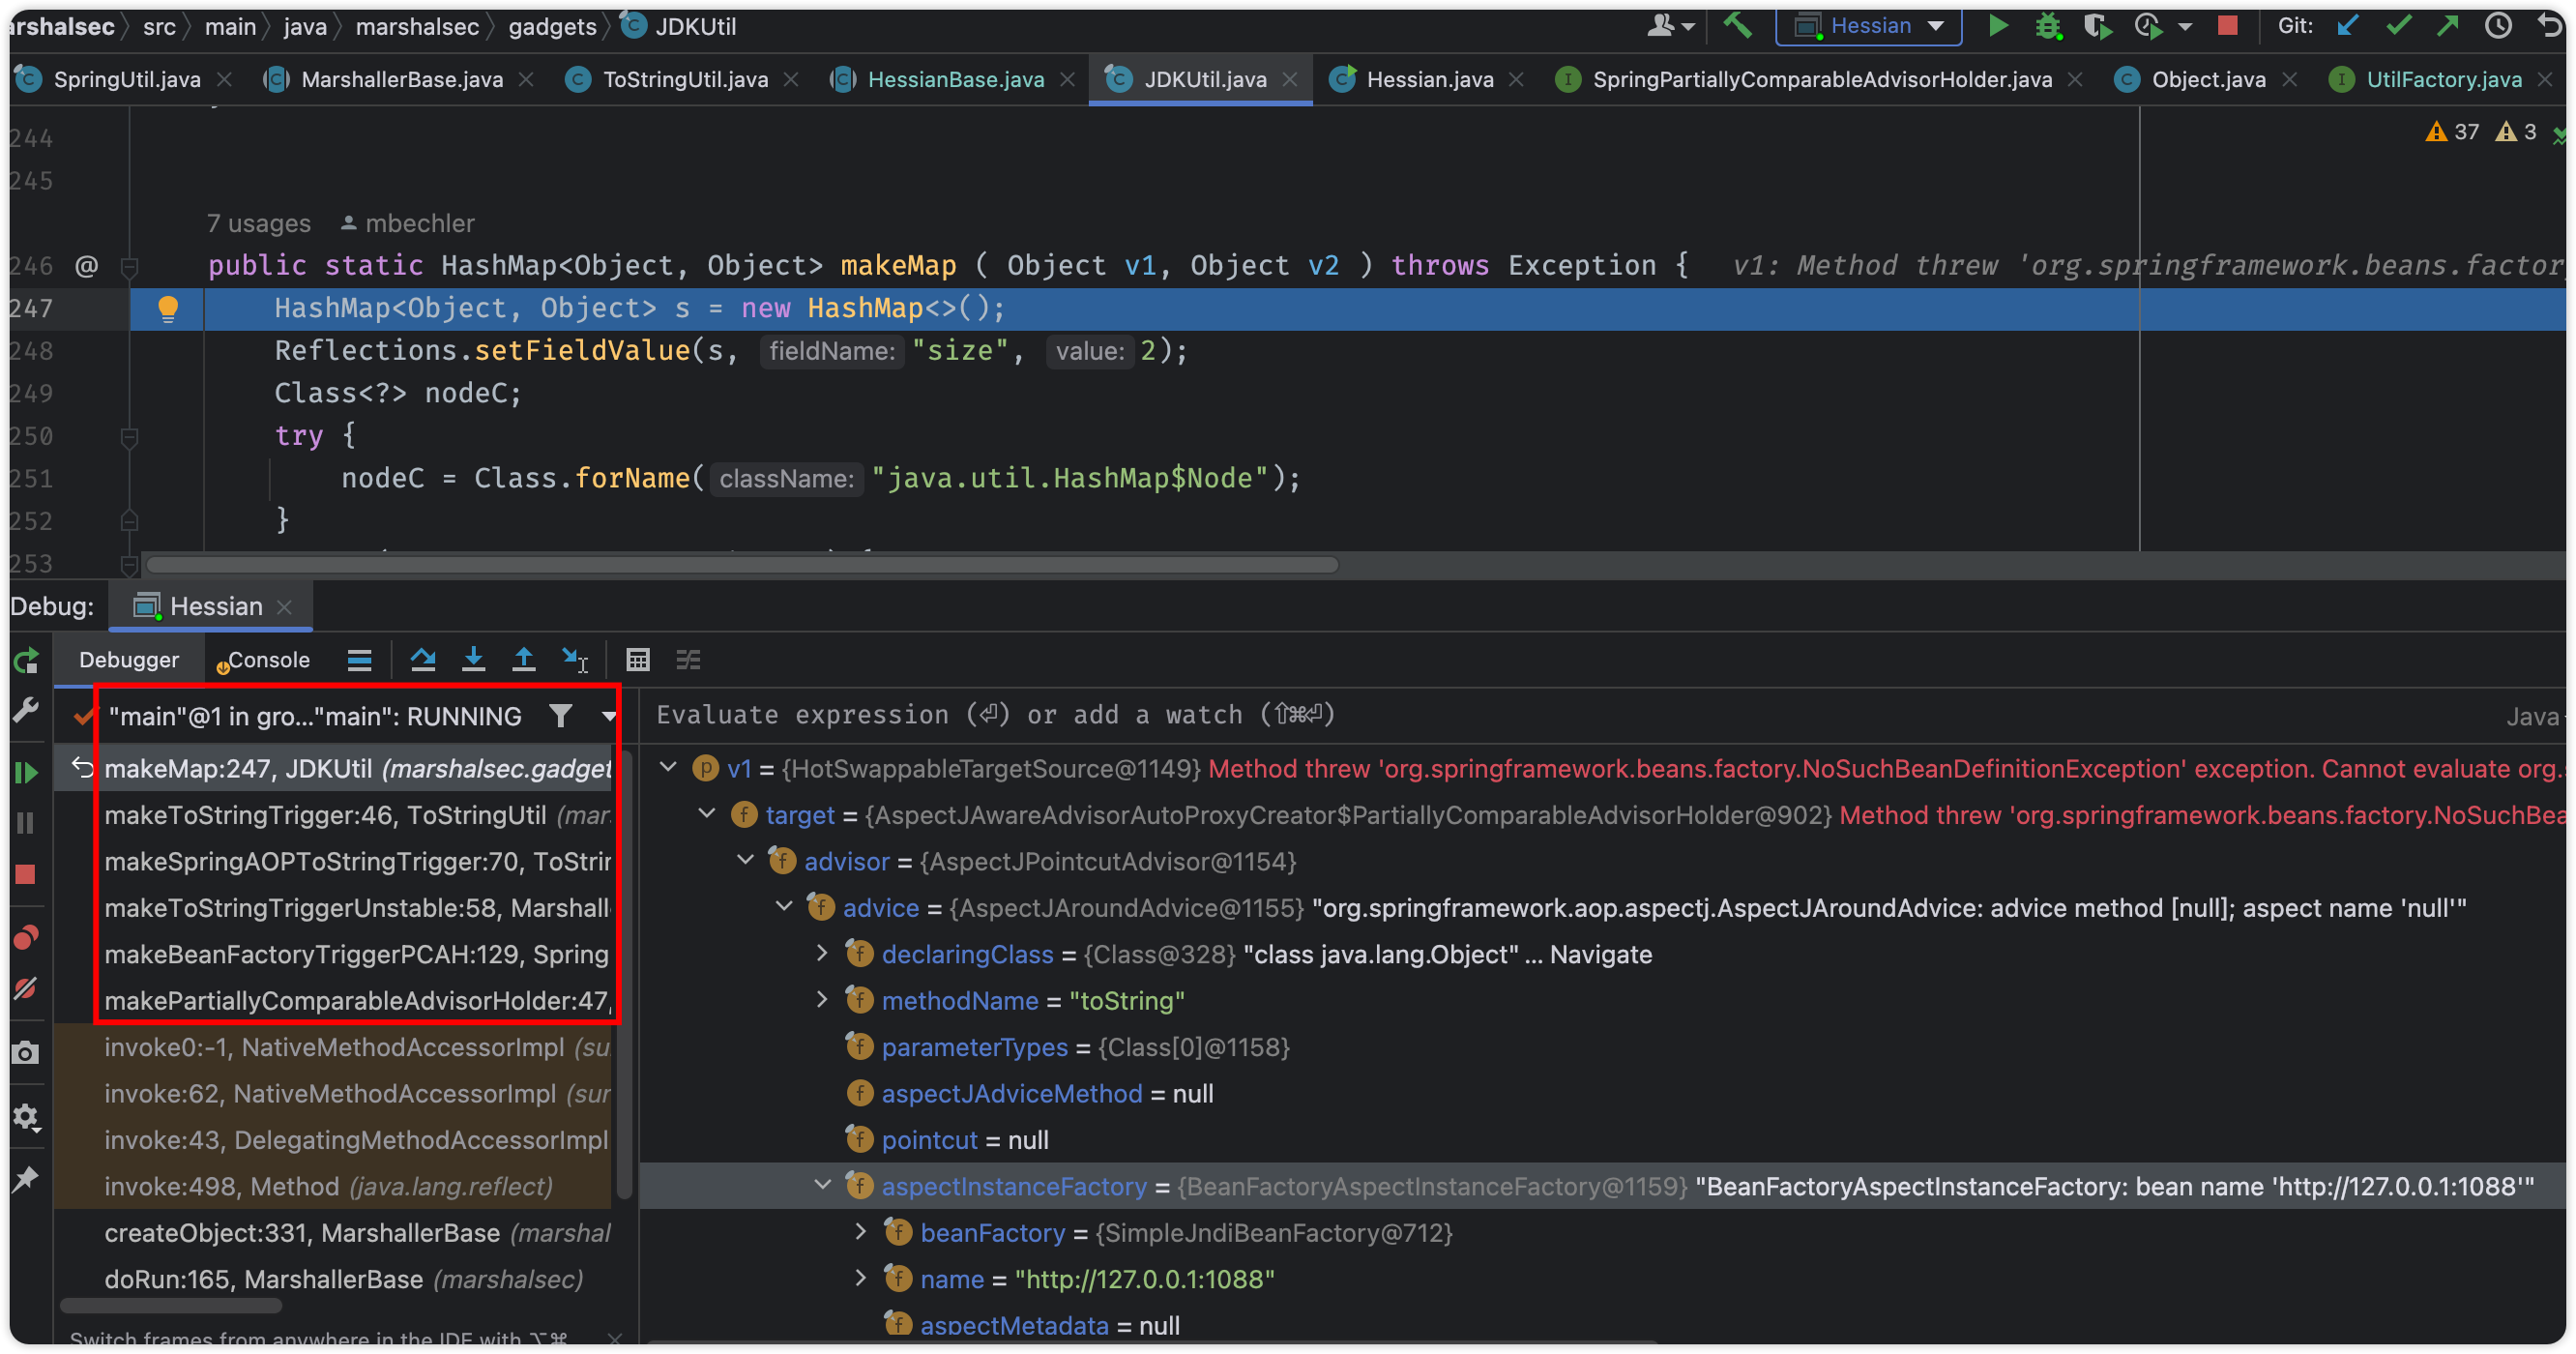 arshalsec src main java marshalsec gadgets JDKUtil Hessian Git:
SpringUtil.java MarshallerBase.java ToStringUtil.java HessianBase.java JDKUtil.java Hessian.java SpringPartiallyComparableAdvisorHolder.java Object.java UtilFactory.java
244 37 3
245
7 usages mbechler
246 @ public static HashMap<Object, Object> makeMap ( Object v1, Object v2 ) throws Exception { v1: Method threw 'org.springframework.beans.factor
247 HashMap<Object, Object> s = new HashMap<>();
248 Reflections.setFieldValue(s, fieldName: "size", value: 2);
249 Class<?> nodeC;
250 try {
251 nodeC = Class.forName( className: "java.util.HashMap$Node");
252 }
253
Debug: Hessian
Debugger Console
"main"@1 in gro..."main": RUNNING
makeMap:247, JDKUtil (marshalsec.gadget
makeToStringTrigger:46, ToStringUtil (mar
makeSpringAOPToStringTrigger:70, ToStrin
makeToStringTriggerUnstable:58, Marshall
makeBeanFactoryTriggerPCAH:129, Spring
makePartiallyComparableAdvisorHolder:47,
invoke0:-1, NativeMethodAccessorImpl (su
invoke:62, NativeMethodAccessorImpl (sur
invoke:43, DelegatingMethodAccessorImpl
invoke:498, Method (java.lang.reflect)
createObject:331, MarshallerBase (marshal
doRun:165, MarshallerBase (marshalsec)
Switch frames from anywhere in the IDE with ⌥⌘
Evaluate expression (⏎) or add a watch (⇧⌘⏎) Java
v1 = {HotSwappableTargetSource@1149} Method threw 'org.springframework.beans.factory.NoSuchBeanDefinitionException' exception. Cannot evaluate org.
target = {AspectJAwareAdvisorAutoProxyCreator$PartiallyComparableAdvisorHolder@902} Method threw 'org.springframework.beans.factory.NoSuchBea
advisor = {AspectJPointcutAdvisor@1154}
advice = {AspectJAroundAdvice@1155} "org.springframework.aop.aspectj.AspectJAroundAdvice: advice method [null]; aspect name 'null'"
declaringClass = {Class@328} "class java.lang.Object" ... Navigate
methodName = "toString"
parameterTypes = {Class[0]@1158}
aspectJAdviceMethod = null
pointcut = null
aspectInstanceFactory = {BeanFactoryAspectInstanceFactory@1159} "BeanFactoryAspectInstanceFactory: bean name 'http://127.0.0.1:1088'"
beanFactory = {SimpleJndiBeanFactory@712}
name = "http://127.0.0.1:1088"
aspectMetadata = null